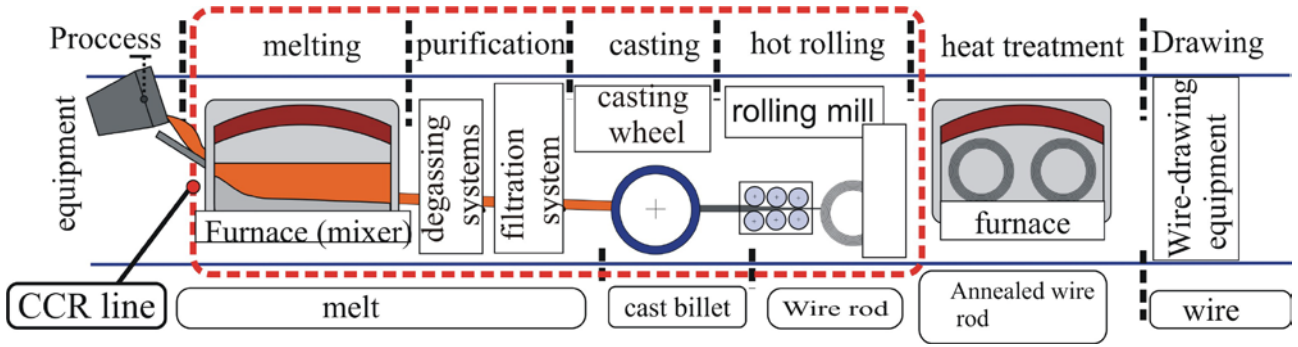 Proccess
melting
purification
casting
hot rolling
heat treatment
Drawing
equipment
Furnace (mixer)
degassing
systems
filtration
system
casting
wheel
rolling mill
furnace
Wire-drawing
equipment
CCR line
melt
cast billet
Wire rod
Annealed wire
rod
wire